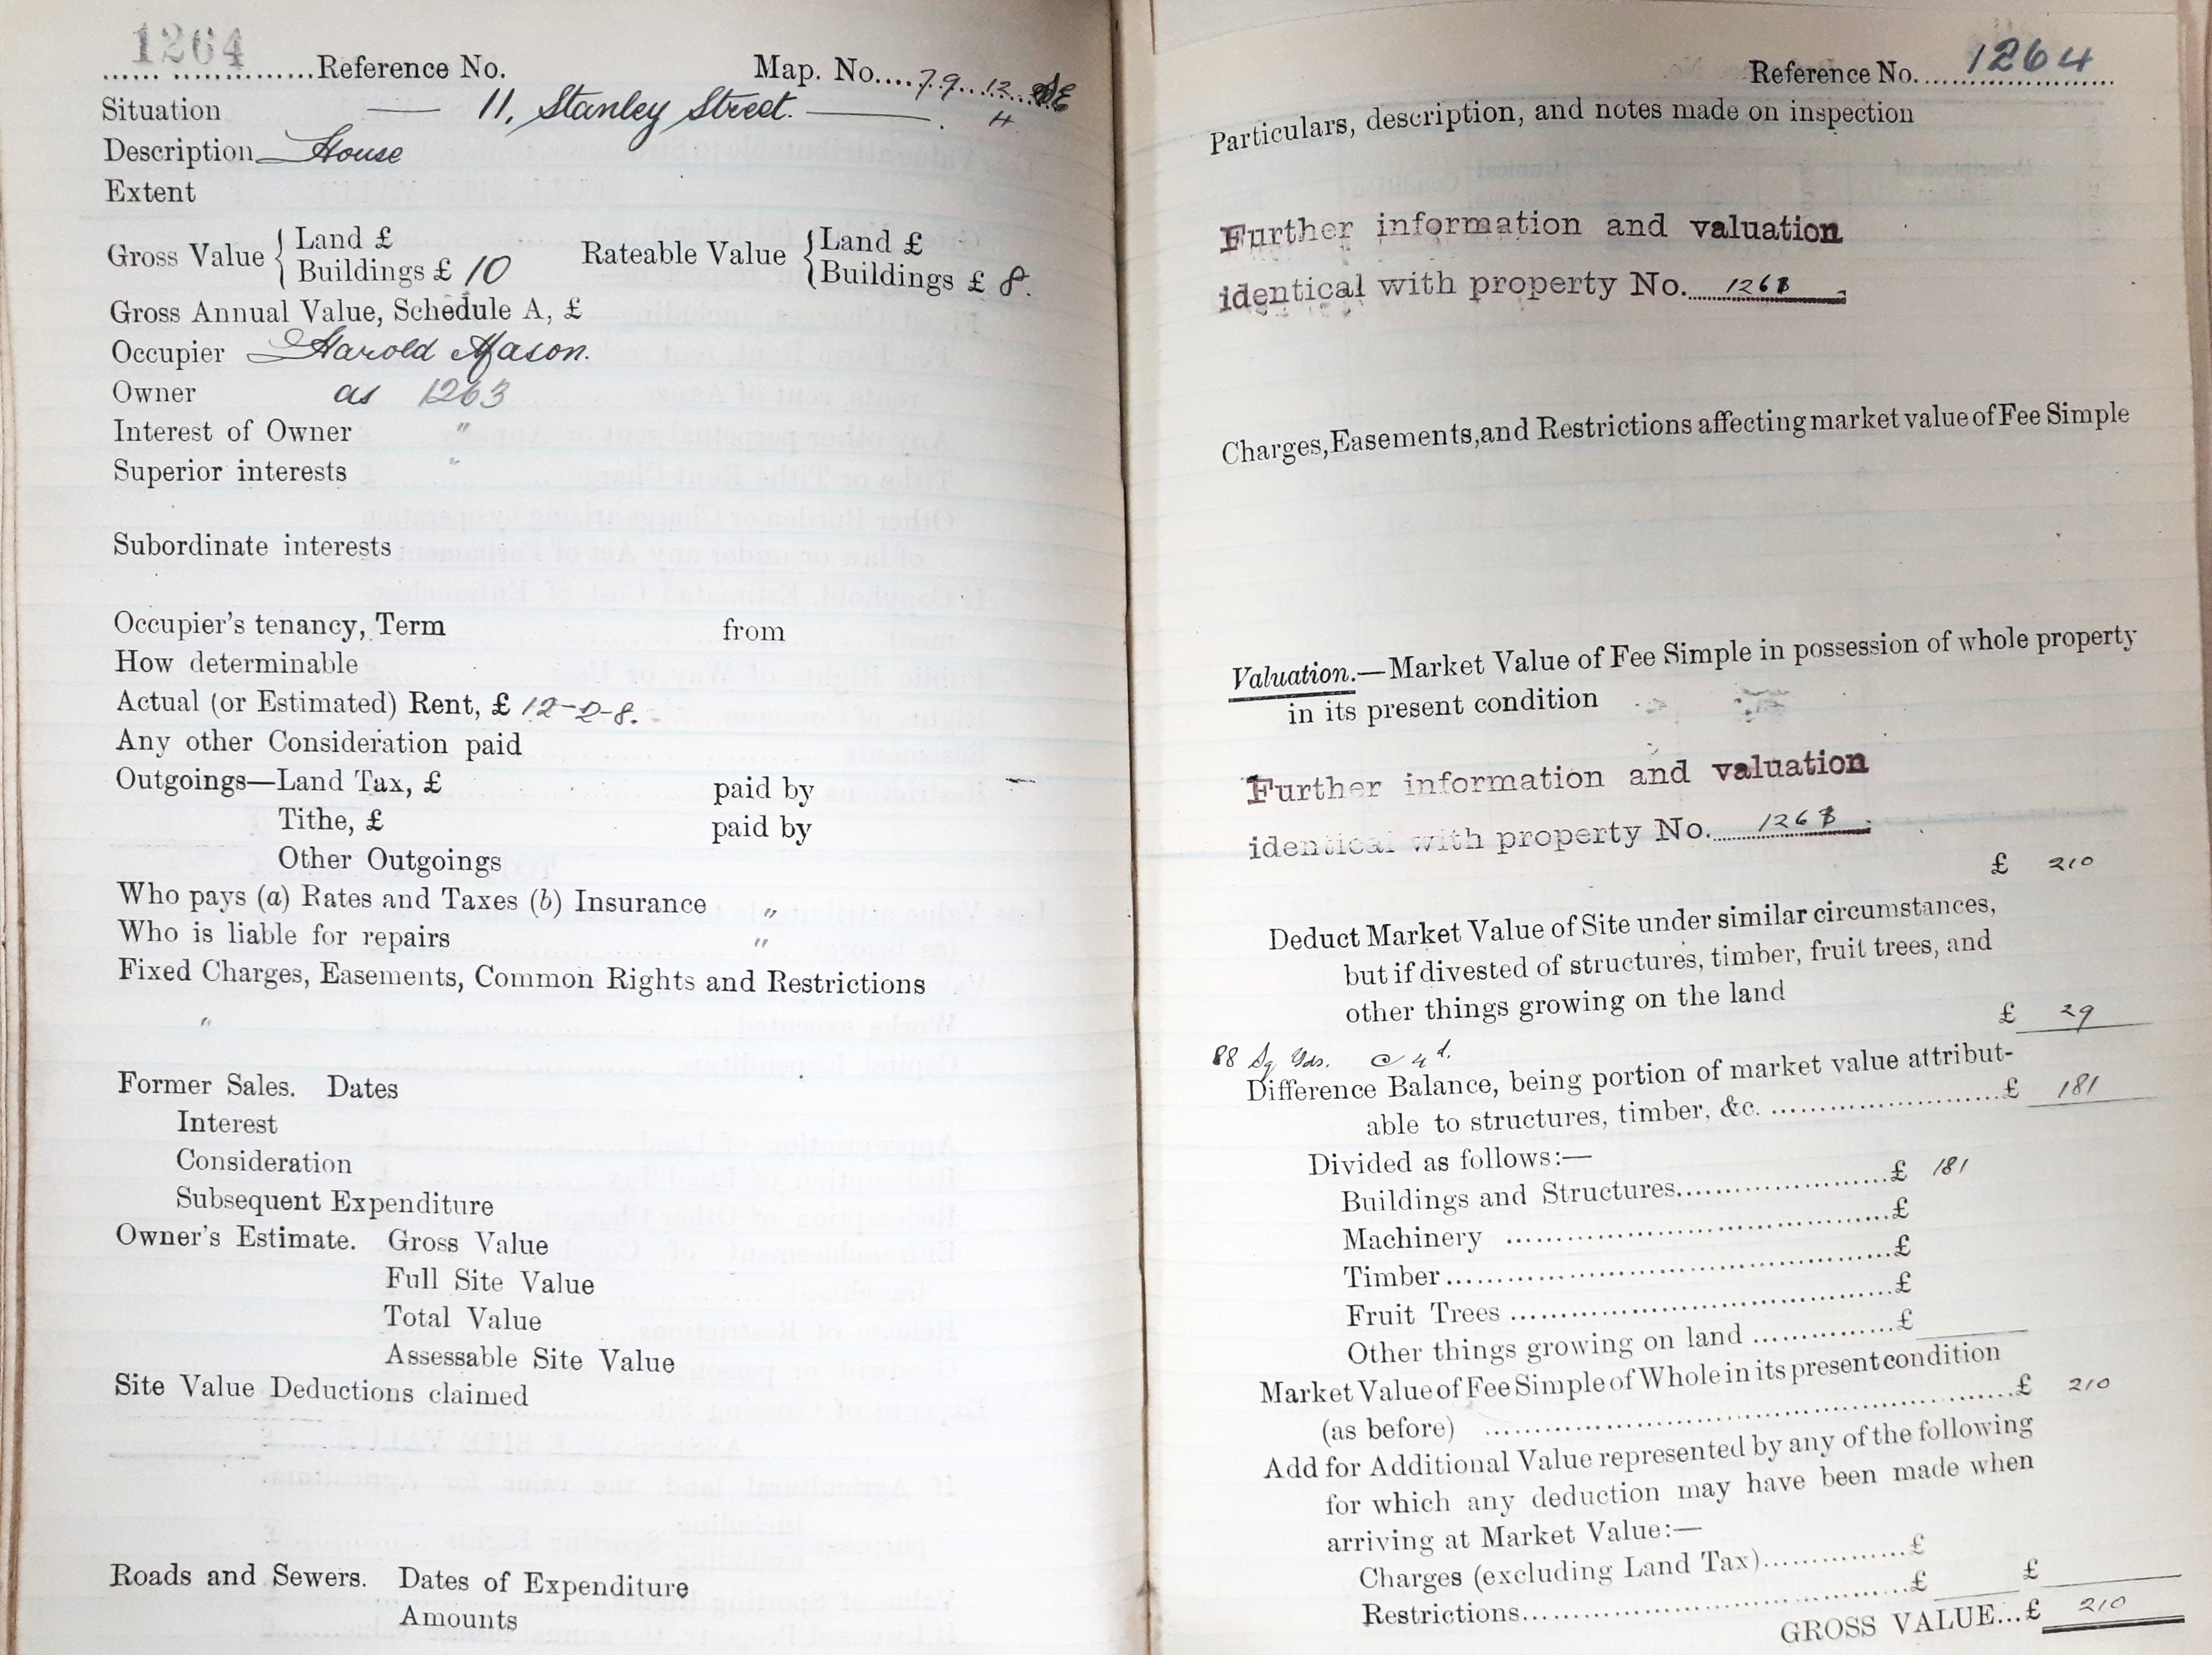 1264
...... ..............Reference No.
Map. No....79..12...SE
4
Situation — 11, Stanley Street. —
Description House
Extent
Gross Value { Land £
Buildings £ 10
Rateable Value { Land £
Buildings £ 8.
Gross Annual Value, Schedule A, £
Occupier Harold Mason.
Owner as 1263
Interest of Owner "
Superior interests "
Subordinate interests
Occupier's tenancy, Term from
How determinable
Actual (or Estimated) Rent, £ 12-2-8.
Any other Consideration paid
Outgoings—Land Tax, £ paid by —
Tithe, £ paid by
Other Outgoings
Who pays (a) Rates and Taxes (b) Insurance "
Who is liable for repairs "
Fixed Charges, Easements, Common Rights and Restrictions
"
Former Sales. Dates
Interest
Consideration
Subsequent Expenditure
Owner's Estimate. Gross Value
Full Site Value
Total Value
Assessable Site Value
Site Value Deductions claimed
Roads and Sewers. Dates of Expenditure
Amounts
Reference No. 1264
Particulars, description, and notes made on inspection
Further information and valuation
identical with property No.
Charges, Easements, and Restrictions affecting market value of Fee Simple
Valuation.—Market Value of Fee Simple in possession of whole property
in its present condition
Further information and valuation
identical with property No.
£ 210
Deduct Market Value of Site under similar circumstances,
but if divested of structures, timber, fruit trees, and
other things growing on the land
£ 29
88 Sq Yds. @ 4d.
Difference Balance, being portion of market value attribut-
able to structures, timber, &c. ..............................£ 181
Divided as follows:—
Buildings and Structures........................£ 181
Machinery ............................................£
Timber...................................................£
Fruit Trees ............................................£
Other things growing on land ................£
Market Value of Fee Simple of Whole in its present condition
(as before) ............................................................£ 210
Add for Additional Value represented by any of the following
for which any deduction may have been made when
arriving at Market Value:—
Charges (excluding Land Tax)................£
Restrictions............................................£ £
GROSS VALUE...£ 210